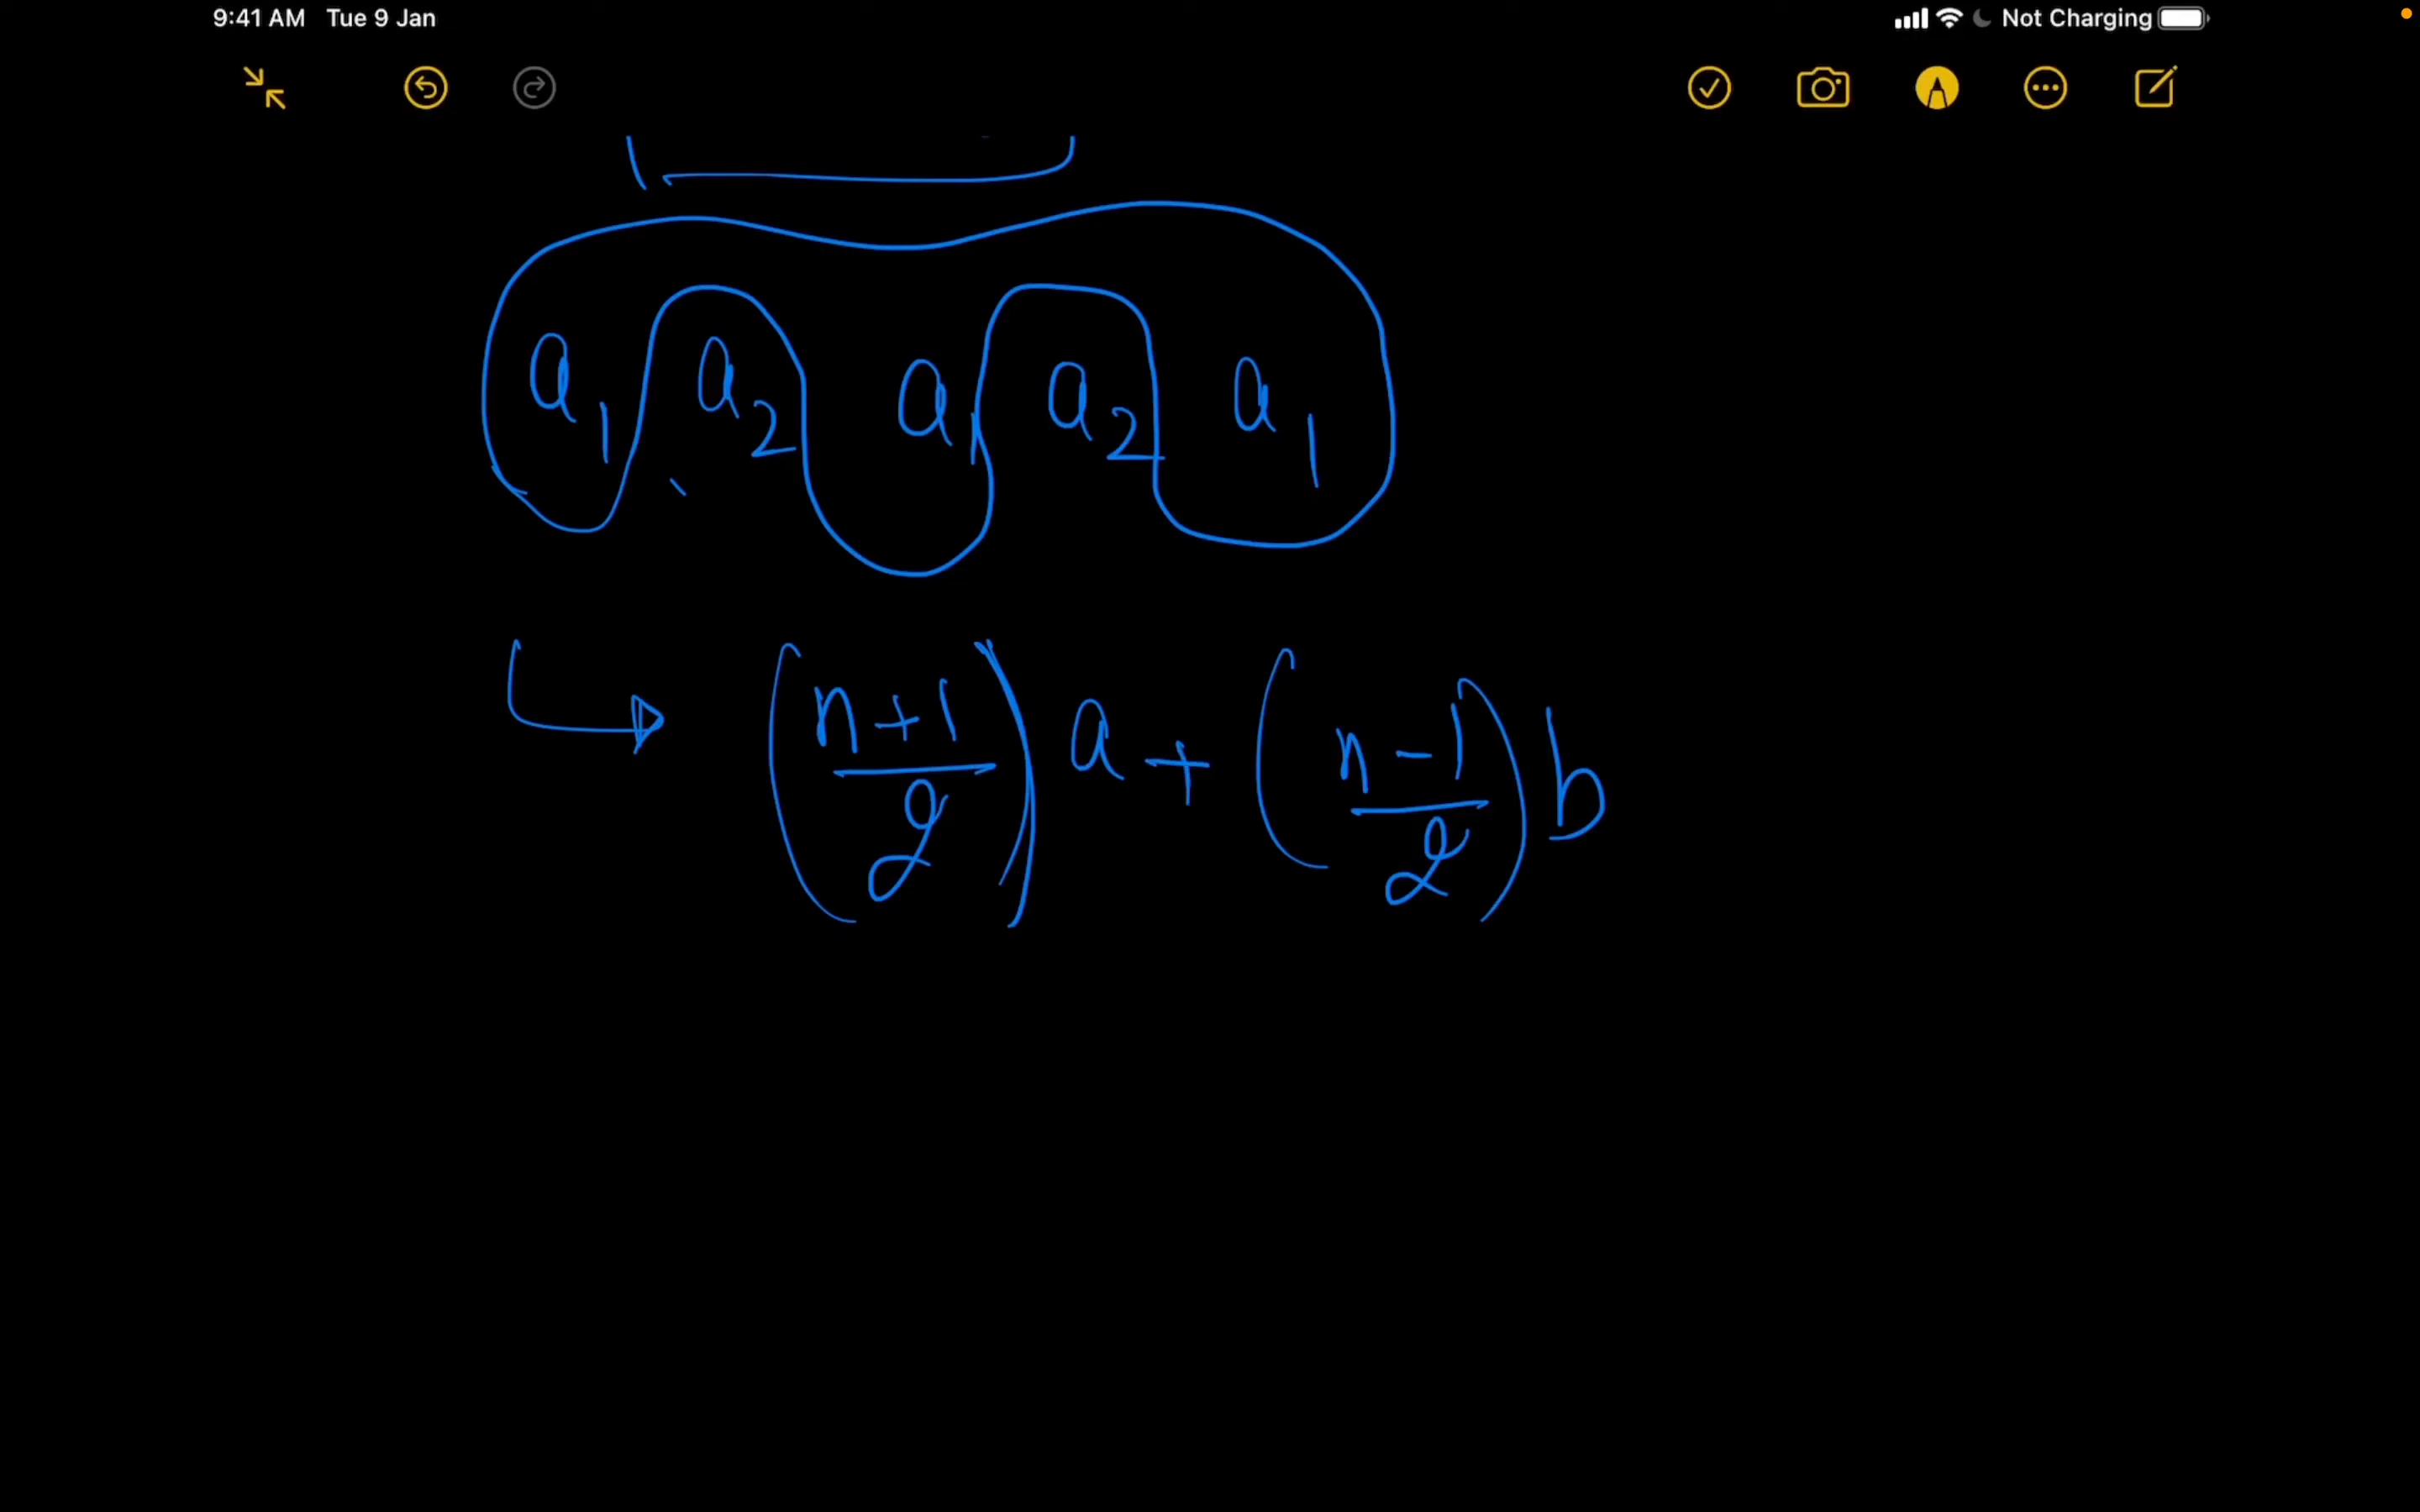 9:41 AM Tue 9 Jan Not Charging
a₁ a₂ a₁ a₂ a₁
(n+1/2) a + (n-1/2) b